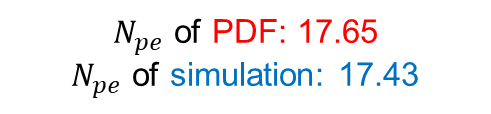 N_pe of PDF: 17.65
N_pe of simulation: 17.43